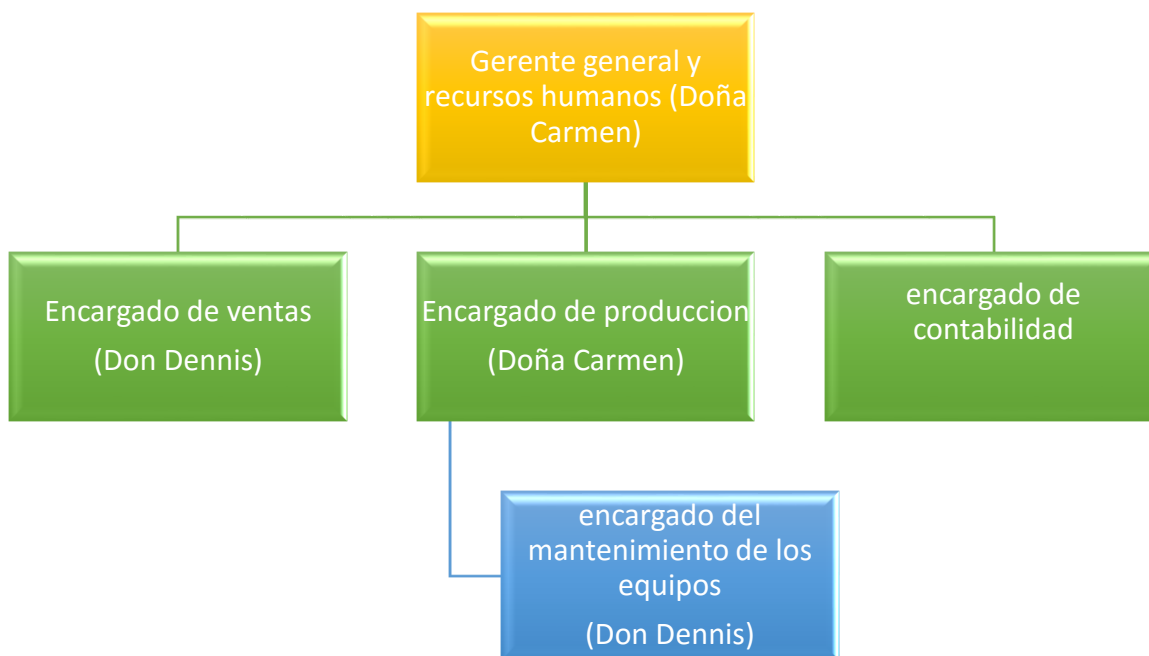 Gerente general y
recursos humanos (Doña
Carmen)
Encargado de ventas
(Don Dennis)
Encargado de produccion
(Doña Carmen)
encargado de
contabilidad
encargado del
mantenimiento de los
equipos
(Don Dennis)